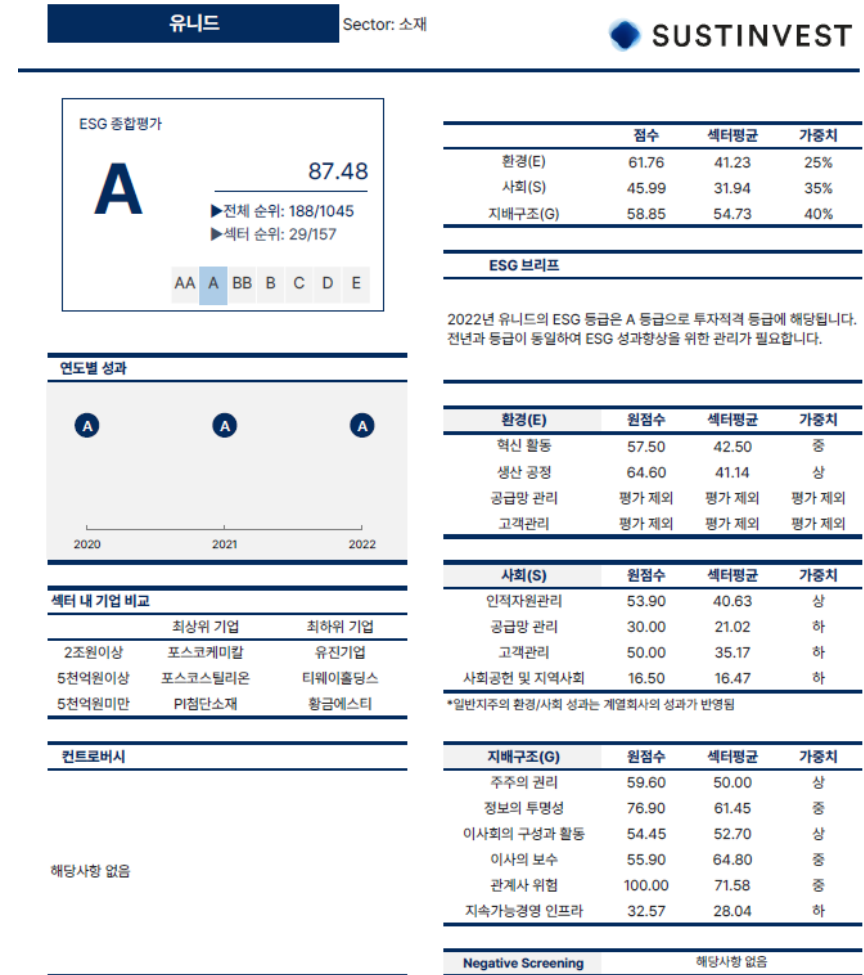 유니드 Sector: 소재 SUSTINVEST
ESG 종합평가
A
87.48
▶전체 순위: 188/1045
▶섹터 순위: 29/157
AA A BB B C D E
연도별 성과
A A A
2020 2021 2022
섹터 내 기업 비교
최상위 기업 최하위 기업
2조원이상 포스코케미칼 유진기업
5천억원이상 포스코스틸리온 티웨이홀딩스
5천억원미만 PI첨단소재 황금에스티
컨트로버시
해당사항 없음
점수 섹터평균 가중치
환경(E) 61.76 41.23 25%
사회(S) 45.99 31.94 35%
지배구조(G) 58.85 54.73 40%
ESG 브리프
2022년 유니드의 ESG 등급은 A 등급으로 투자적격 등급에 해당됩니다.
전년과 등급이 동일하여 ESG 성과향상을 위한 관리가 필요합니다.
환경(E) 원점수 섹터평균 가중치
혁신 활동 57.50 42.50 중
생산 공정 64.60 41.14 상
공급망 관리 평가 제외 평가 제외 평가 제외
고객관리 평가 제외 평가 제외 평가 제외
사회(S) 원점수 섹터평균 가중치
인적자원관리 53.90 40.63 상
공급망 관리 30.00 21.02 하
고객관리 50.00 35.17 하
사회공헌 및 지역사회 16.50 16.47 하
*일반지주의 환경/사회 성과는 계열회사의 성과가 반영됨
지배구조(G) 원점수 섹터평균 가중치
주주의 권리 59.60 50.00 상
정보의 투명성 76.90 61.45 중
이사회의 구성과 활동 54.45 52.70 상
이사의 보수 55.90 64.80 중
관계사 위험 100.00 71.58 중
지속가능경영 인프라 32.57 28.04 하
Negative Screening 해당사항 없음